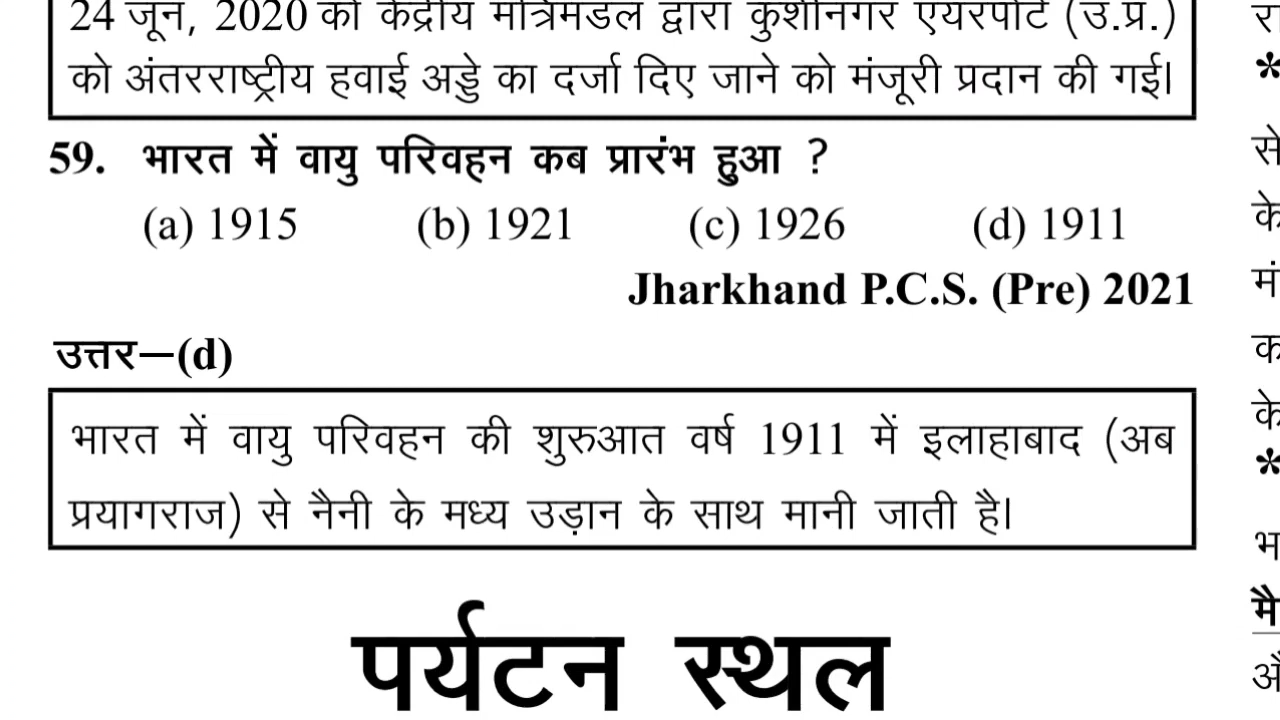 24 जून, 2020 को केंद्रीय मंत्रिमंडल द्वारा कुशीनगर एयरपोर्ट (उ.प्र.)
को अंतरराष्ट्रीय हवाई अड्डे का दर्जा दिए जाने को मंजूरी प्रदान की गई।
59. भारत में वायु परिवहन कब प्रारंभ हुआ ?
(a) 1915 (b) 1921 (c) 1926 (d) 1911
Jharkhand P.C.S. (Pre) 2021
उत्तर—(d)
भारत में वायु परिवहन की शुरुआत वर्ष 1911 में इलाहाबाद (अब
प्रयागराज) से नैनी के मध्य उड़ान के साथ मानी जाती है।
पर्यटन स्थल
*
से
के
*